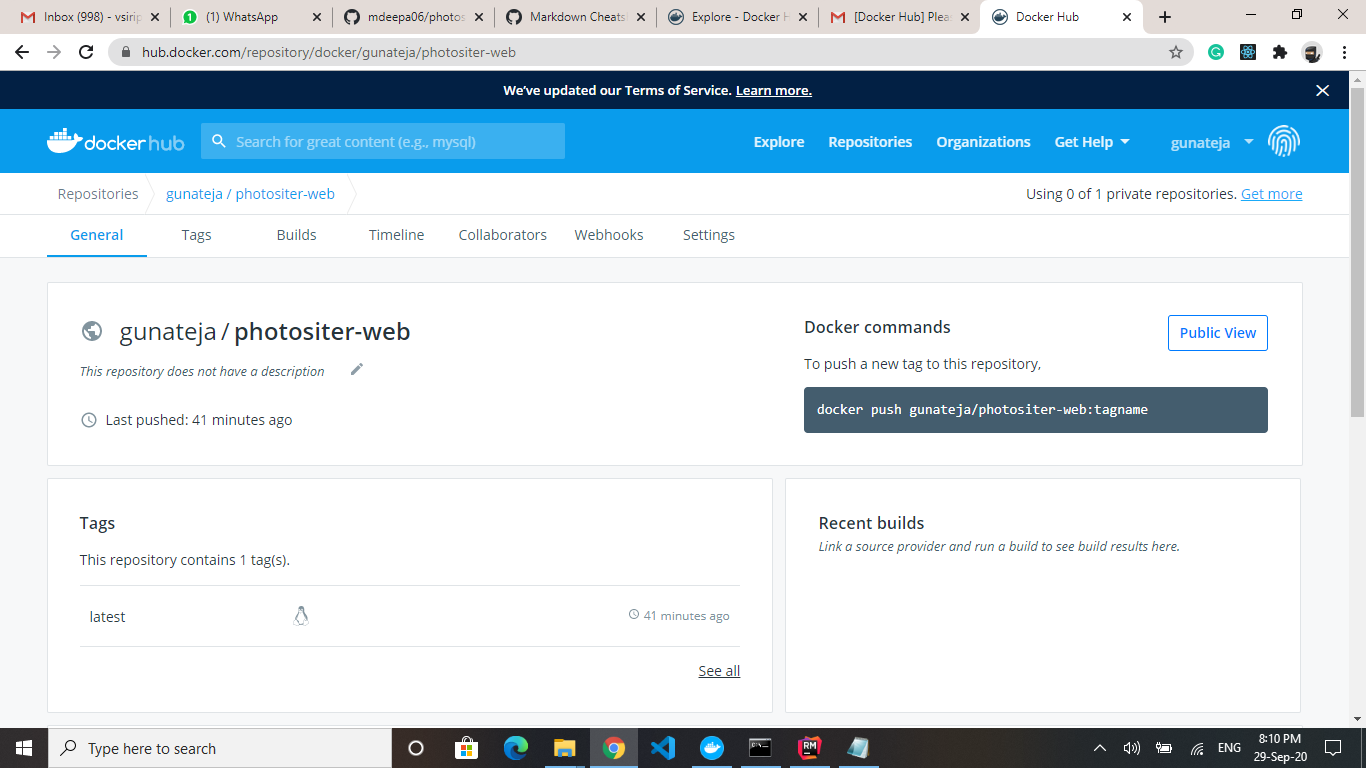 Inbox (998) - vsirip
(1) WhatsApp
mdeepa06/photos
Markdown Cheats
Explore - Docker H
[Docker Hub] Plea
Docker Hub
hub.docker.com/repository/docker/gunateja/photositer-web
We've updated our Terms of Service. Learn more.
docker hub
Search for great content (e.g., mysql)
Explore
Repositories
Organizations
Get Help
gunateja
Repositories
gunateja / photositer-web
Using 0 of 1 private repositories. Get more
General
Tags
Builds
Timeline
Collaborators
Webhooks
Settings
gunateja / photositer-web
This repository does not have a description
Last pushed: 41 minutes ago
Docker commands
Public View
To push a new tag to this repository,
docker push gunateja/photositer-web:tagname
Tags
This repository contains 1 tag(s).
latest
41 minutes ago
See all
Recent builds
Link a source provider and run a build to see build results here.
Type here to search
RM
ENG
8:10 PM
29-Sep-20